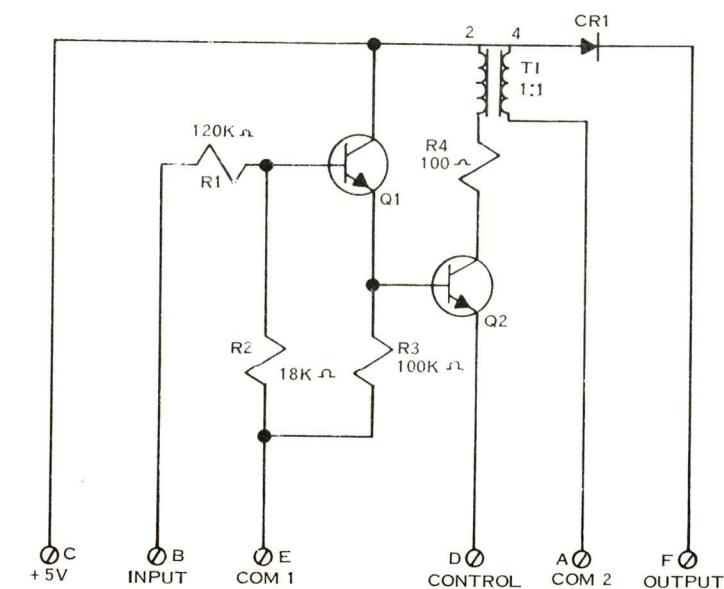 CR1
2 4
T1
1:1
120K Ω
R1
R4
100 Ω
Q1
Q2
R2
18K Ω
R3
100K Ω
C
+5V
B
INPUT
E
COM 1
D
CONTROL
A
COM 2
F
OUTPUT